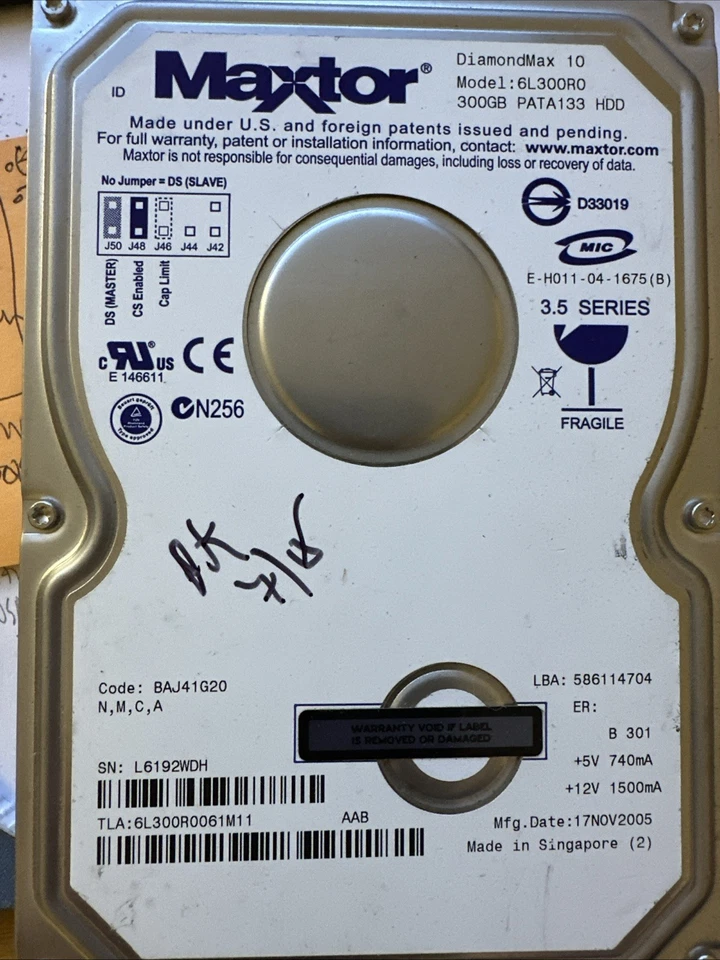 ID
Maxtor®
DiamondMax 10
Model:6L300R0
300GB PATA133 HDD
Made under U.S. and foreign patents issued and pending.
For full warranty, patent or installation information, contact: www.maxtor.com
Maxtor is not responsible for consequential damages, including loss or recovery of data.
No Jumper = DS (SLAVE)
J50 J48 J46 J44 J42
DS (MASTER)
CS Enabled
Cap Limit
D33019
MIC
E-H011-04-1675(B)
3.5 SERIES
FRAGILE
c UR® US CE
E 146611
N256
Code: BAJ41G20
N,M,C,A
LBA: 586114704
ER:
B 301
+5V 740mA
+12V 1500mA
WARRANTY VOID IF LABEL
IS REMOVED OR DAMAGED
SN: L6192WDH
TLA:6L300R0061M11 AAB
Mfg.Date:17NOV2005
Made in Singapore (2)